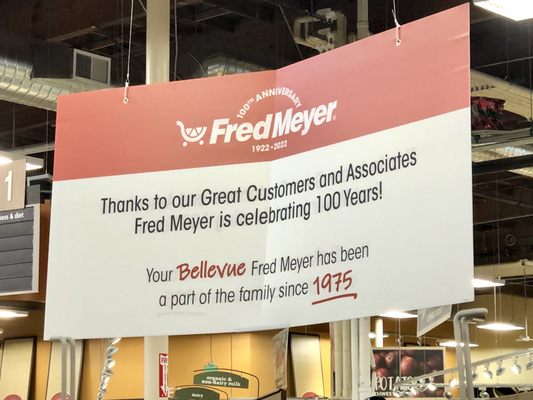 100TH ANNIVERSARY
Fred Meyer
1922 - 2022
Thanks to our Great Customers and Associates
Fred Meyer is celebrating 100 Years!
Your Bellevue Fred Meyer has been
a part of the family since 1975
1
& diet
organic &
non-dairy milk
dairy